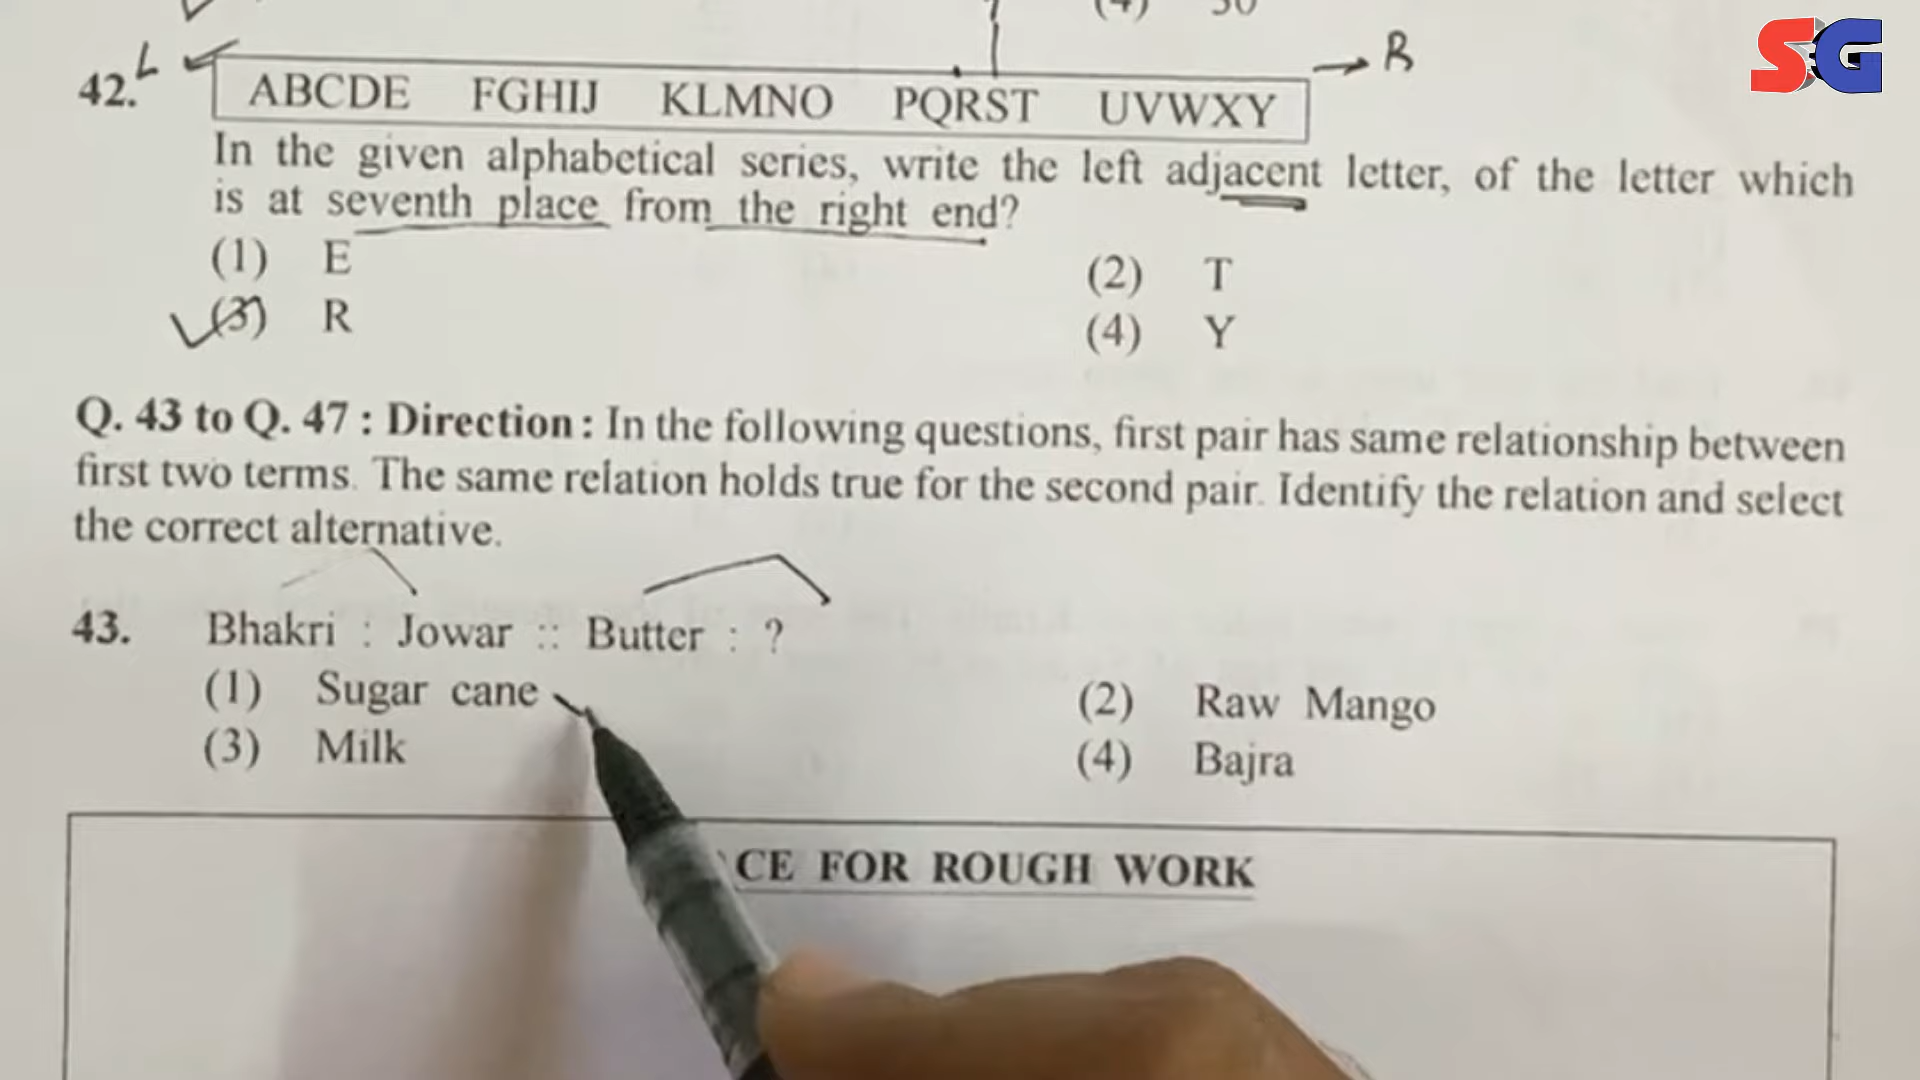 (4) 30
SG
42. L ABCDE FGHIJ KLMNO PQRST UVWXY → R
In the given alphabetical series, write the left adjacent letter, of the letter which
is at seventh place from the right end?
(1) E (2) T
(3) R (4) Y
Q. 43 to Q. 47 : Direction : In the following questions, first pair has same relationship between
first two terms. The same relation holds true for the second pair. Identify the relation and select
the correct alternative.
43. Bhakri : Jowar :: Butter : ?
(1) Sugar cane (2) Raw Mango
(3) Milk (4) Bajra
CE FOR ROUGH WORK